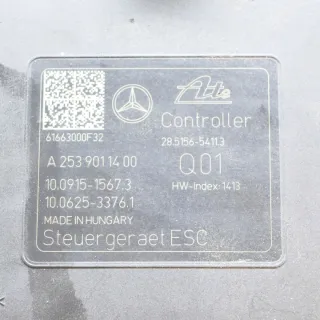 Ate
61663000F32
Controller
28.5156-5411.3
A 253 901 14 00
Q01
10.0915-1567.3
HW-Index: 1413
10.0625-3376.1
MADE IN HUNGARY
Steuergeraet ESC